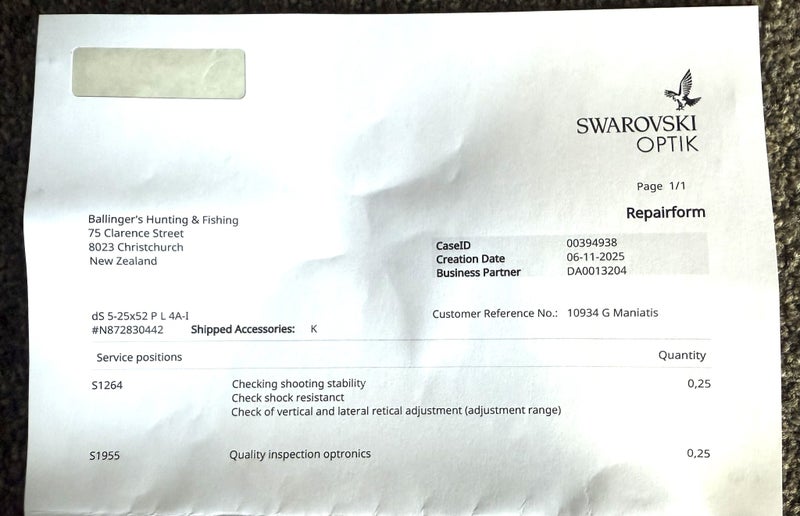 SWAROVSKI
OPTIK
Page 1/1
Repairform
Ballinger's Hunting & Fishing
75 Clarence Street
8023 Christchurch
New Zealand
CaseID 00394938
Creation Date 06-11-2025
Business Partner DA0013204
dS 5-25x52 P L 4A-I
#N872830442 Shipped Accessories: K
Customer Reference No.: 10934 G Maniatis
Service positions Quantity
S1264 Checking shooting stability 0,25
Check shock resistanct
Check of vertical and lateral retical adjustment (adjustment range)
S1955 Quality inspection optronics 0,25